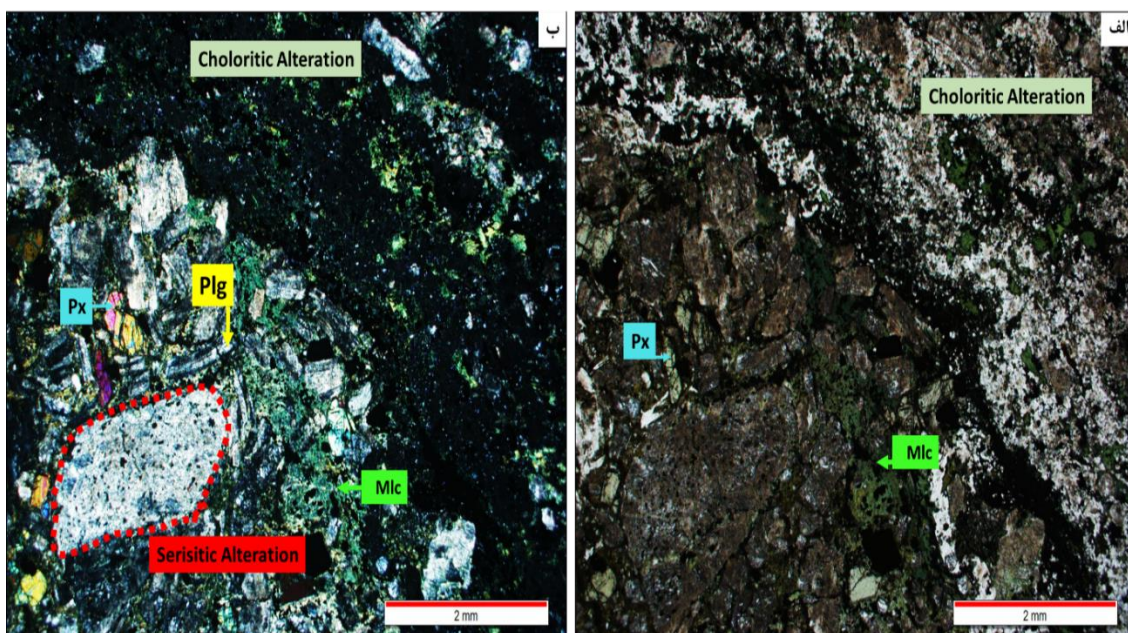 ب
Choloritic Alteration
Plg
Px
Mlc
Serisitic Alteration
2 mm
الف
Choloritic Alteration
Px
Mlc
2 mm